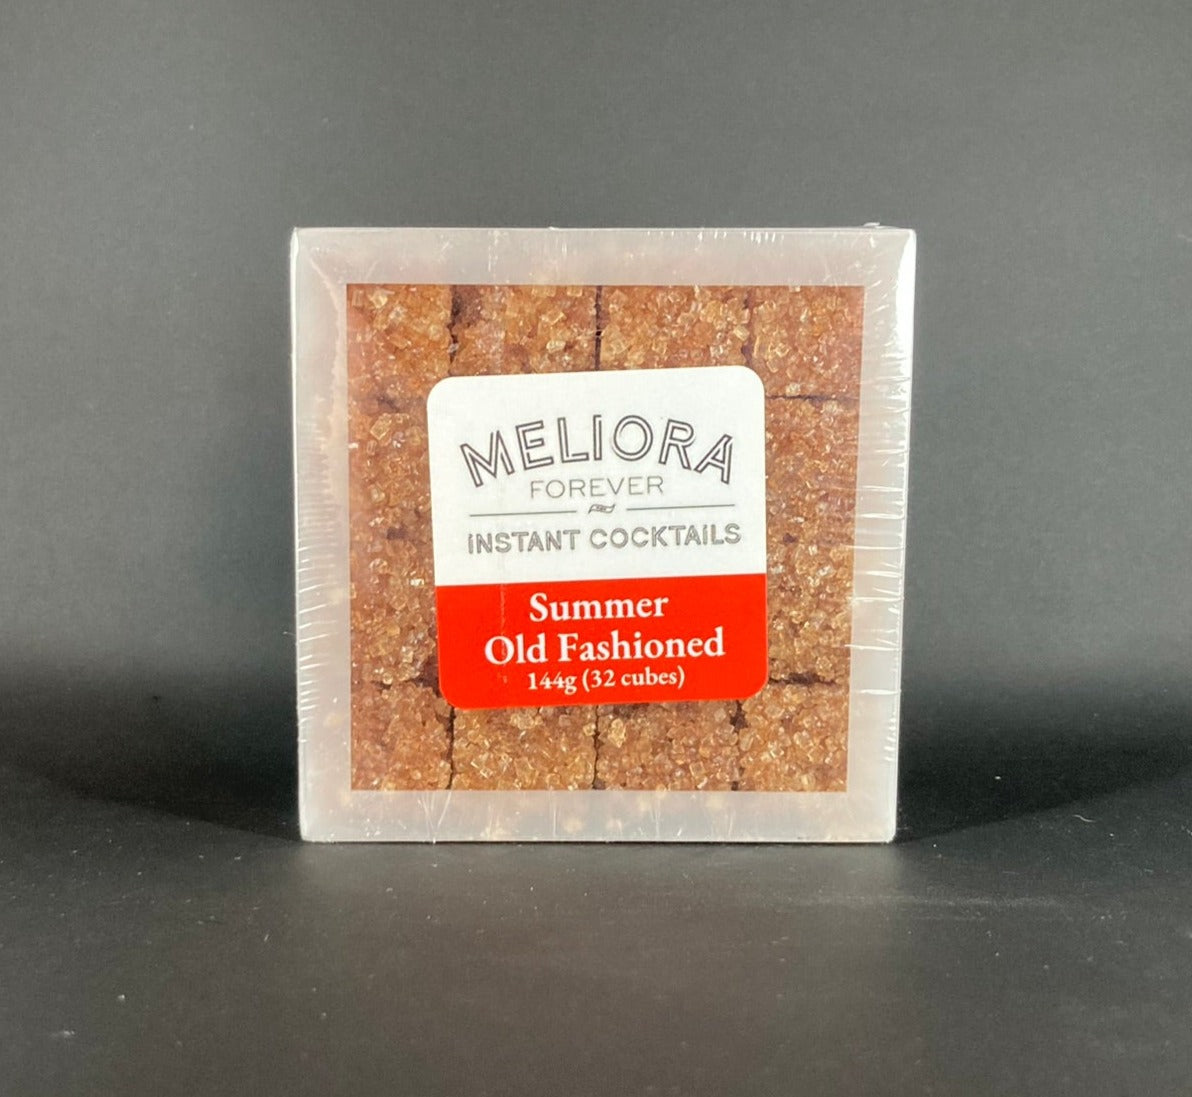 MELIORA
FOREVER
INSTANT COCKTAILS
Summer
Old Fashioned
144g (32 cubes)